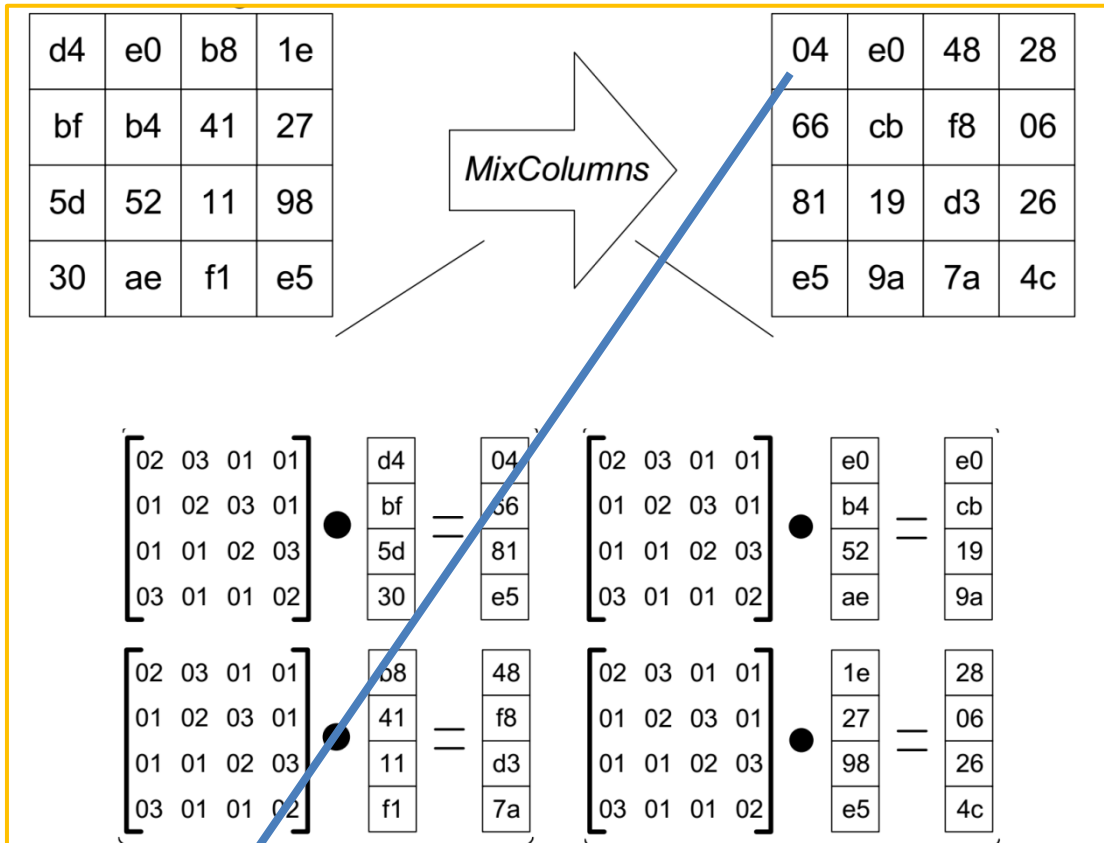 d4 e0 b8 1e 04 e0 48 28
bf b4 41 27 66 cb f8 06
MixColumns
5d 52 11 98 81 19 d3 26
30 ae f1 e5 e5 9a 7a 4c
02 03 01 01 d4 04 02 03 01 01 e0 e0
01 02 03 01 bf = 66 01 02 03 01 b4 = cb
01 01 02 03 5d 81 01 01 02 03 52 19
03 01 01 02 30 e5 03 01 01 02 ae 9a
02 03 01 01 b8 48 02 03 01 01 1e 28
01 02 03 01 41 = f8 01 02 03 01 27 = 06
01 01 02 03 11 d3 01 01 02 03 98 26
03 01 01 02 f1 7a 03 01 01 02 e5 4c